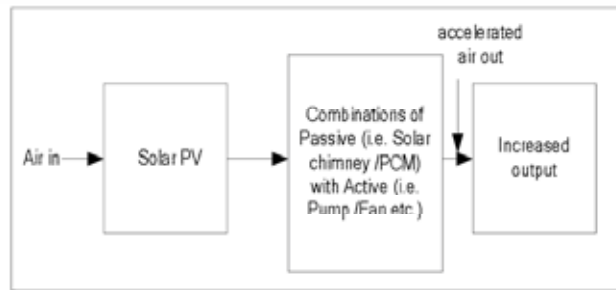 accelerated
air out
Air in
Solar PV
Combinations of
Passive (i.e. Solar
chimney /PCM)
with Active (i.e.
Pump /Fan etc.)
Increased
output